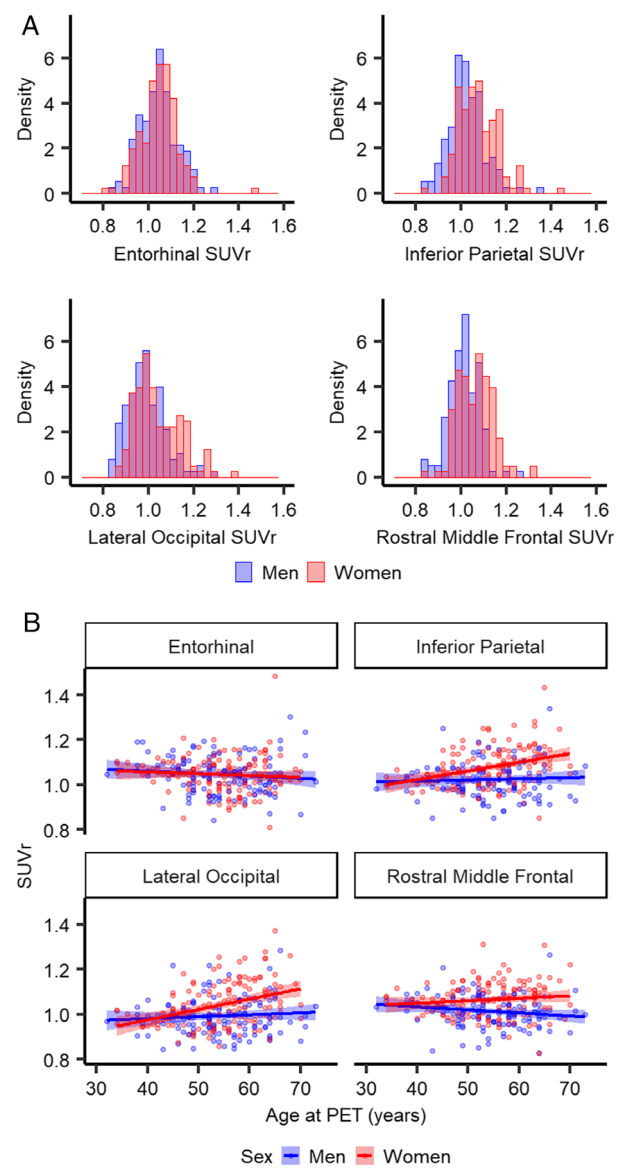 A
Density
6
4
2
0
0.8 1.0 1.2 1.4 1.6
Entorhinal SUVr
Density
6
4
2
0
0.8 1.0 1.2 1.4 1.6
Inferior Parietal SUVr
Density
6
4
2
0
0.8 1.0 1.2 1.4 1.6
Lateral Occipital SUVr
Density
6
4
2
0
0.8 1.0 1.2 1.4 1.6
Rostral Middle Frontal SUVr
Men Women
B
Entorhinal
Inferior Parietal
1.4
1.2
1.0
0.8
SUVr
Lateral Occipital
Rostral Middle Frontal
1.4
1.2
1.0
0.8
30 40 50 60 70
30 40 50 60 70
Age at PET (years)
Sex Men Women